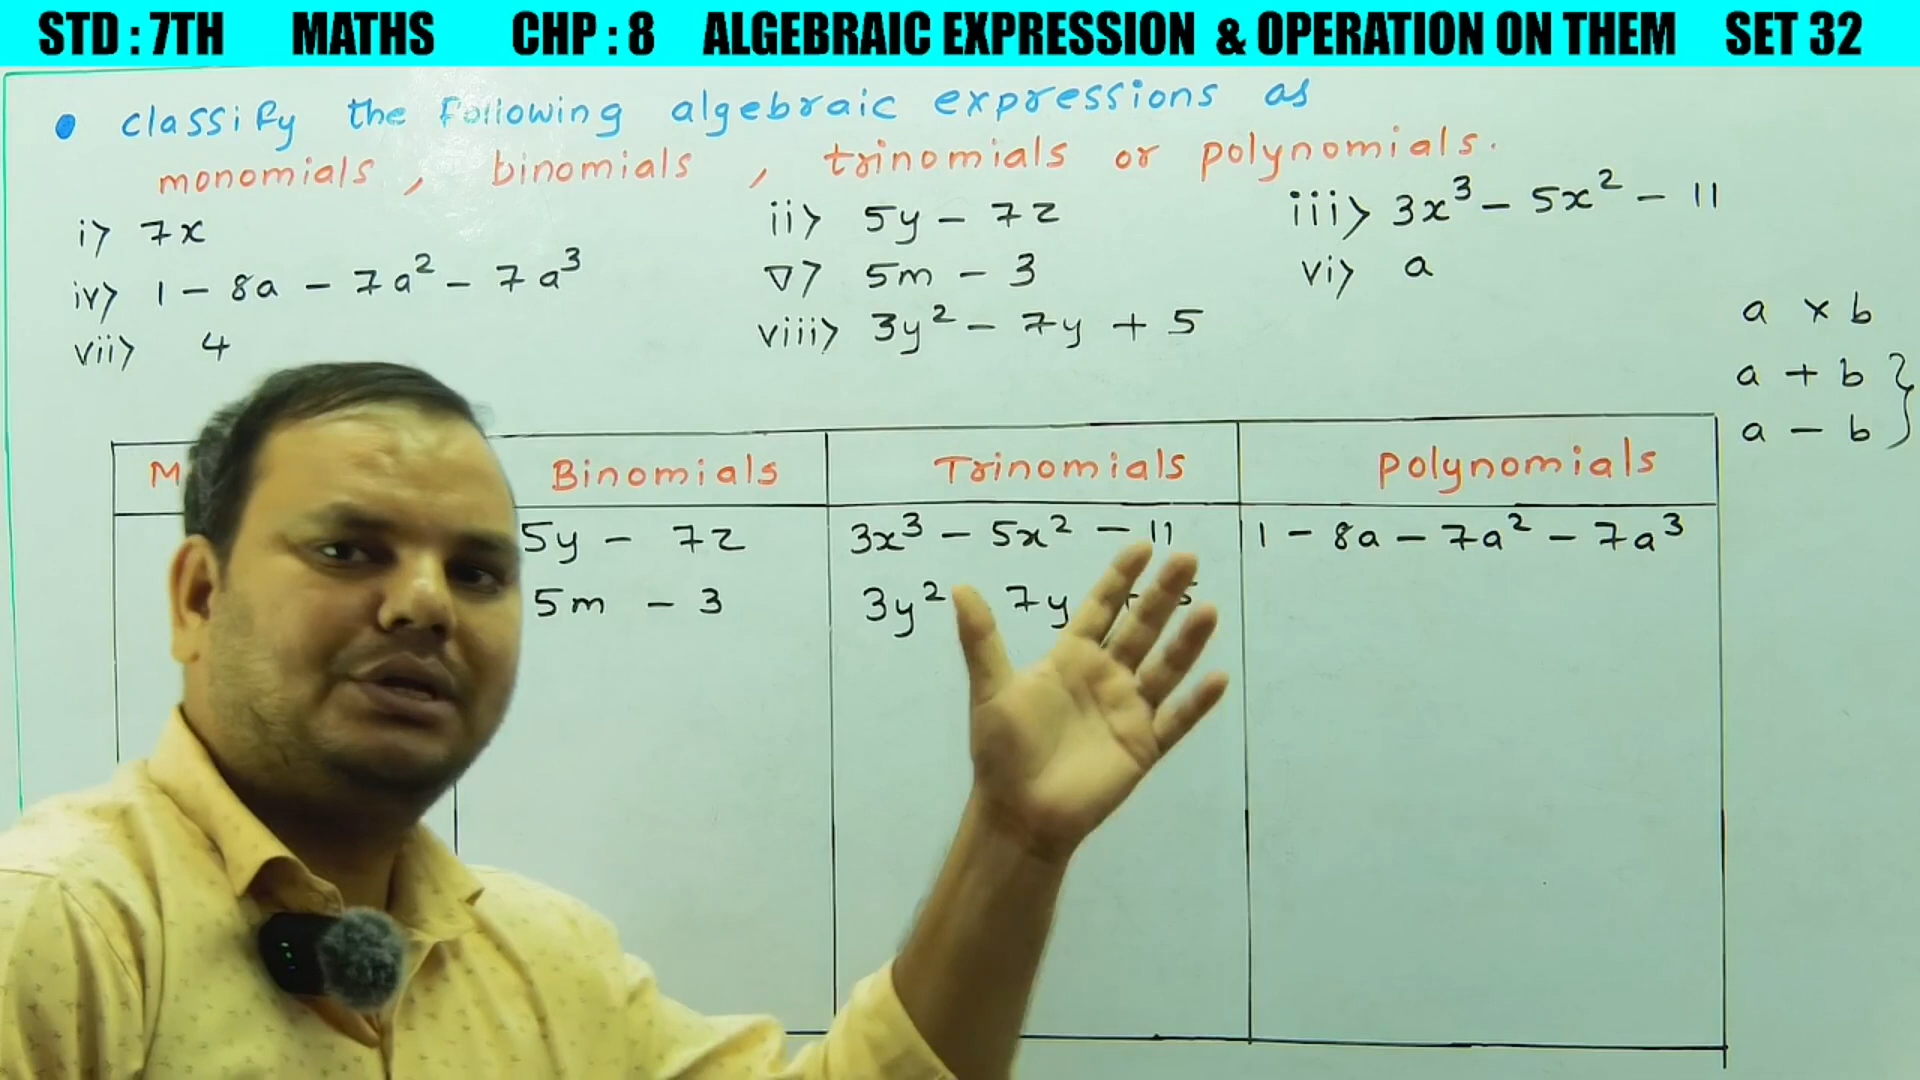 STD : 7TH MATHS CHP : 8 ALGEBRAIC EXPRESSION & OPERATION ON THEM SET 32
• classify the following algebraic expressions as
monomials, binomials, trinomials or polynomials.
i> 7x ii> 5y - 7z iii> 3x³ - 5x² - 11
iv> 1 - 8a - 7a² - 7a³ v> 5m - 3 vi> a
vii> 4 viii> 3y² - 7y + 5
a × b
a + b }
a - b
M Binomials Trinomials Polynomials
5y - 7z 3x³ - 5x² - 11 1 - 8a - 7a² - 7a³
5m - 3 3y² 7y + 5